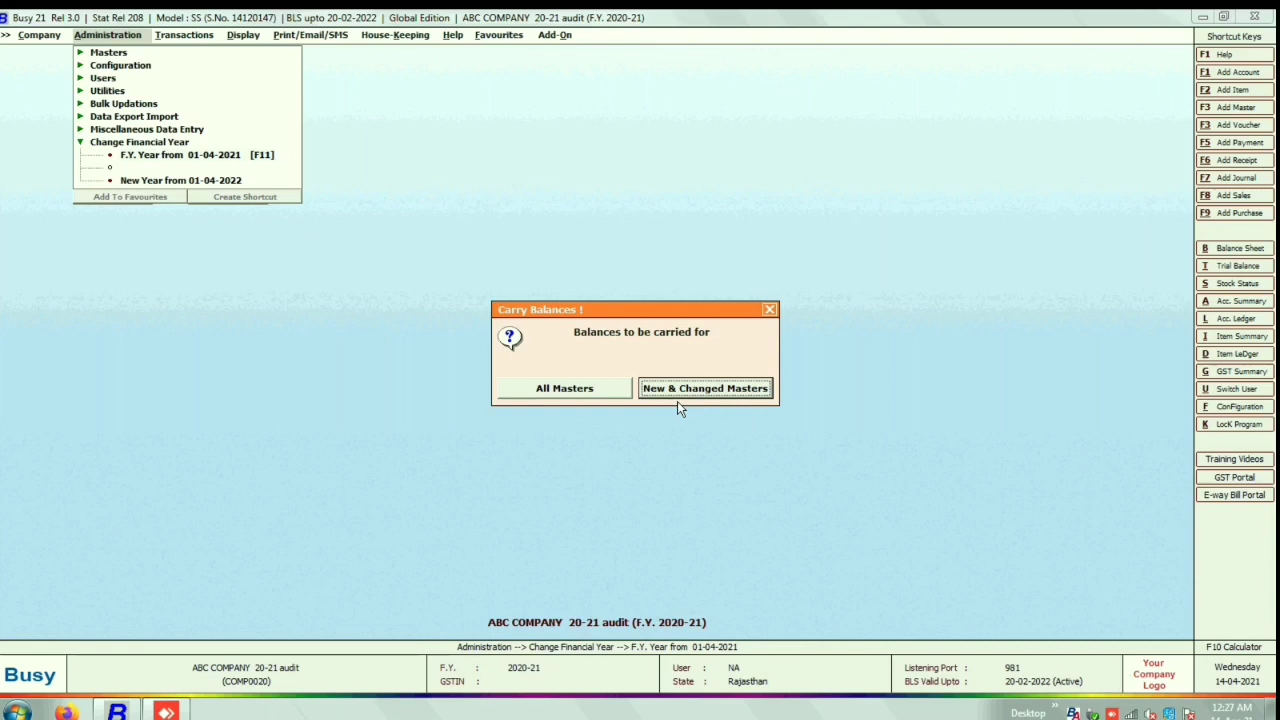 Busy 21 Rel 3.0 | Stat Rel 208 | Model : SS (S.No. 14120147) | BLS upto 20-02-2022 | Global Edition | ABC COMPANY 20-21 audit (F.Y. 2020-21)
>> Company Administration Transactions Display Print/Email/SMS House-Keeping Help Favourites Add-On
Masters
Configuration
Users
Utilities
Bulk Updations
Data Export Import
Miscellaneous Data Entry
Change Financial Year
F.Y. Year from 01-04-2021 [F11]
New Year from 01-04-2022
Add To Favourites Create Shortcut
Carry Balances !
Balances to be carried for
All Masters New & Changed Masters
Shortcut Keys
F1 Help
F1 Add Account
F2 Add Item
F3 Add Master
F3 Add Voucher
F5 Add Payment
F6 Add Receipt
F7 Add Journal
F8 Add Sales
F9 Add Purchase
B Balance Sheet
T Trial Balance
S Stock Status
A Acc. Summary
L Acc. Ledger
I Item Summary
D Item LeDger
G GST Summary
U Switch User
F ConFiguration
K LocK Program
Training Videos
GST Portal
E-way Bill Portal
ABC COMPANY 20-21 audit (F.Y. 2020-21)
Administration --> Change Financial Year --> F.Y. Year from 01-04-2021
F10 Calculator
Busy
ABC COMPANY 20-21 audit
(COMP0020)
F.Y. : 2020-21
GSTIN :
User : NA
State : Rajasthan
Listening Port : 981
BLS Valid Upto : 20-02-2022 (Active)
Your
Company
Logo
Wednesday
14-04-2021
Desktop
12:27 AM